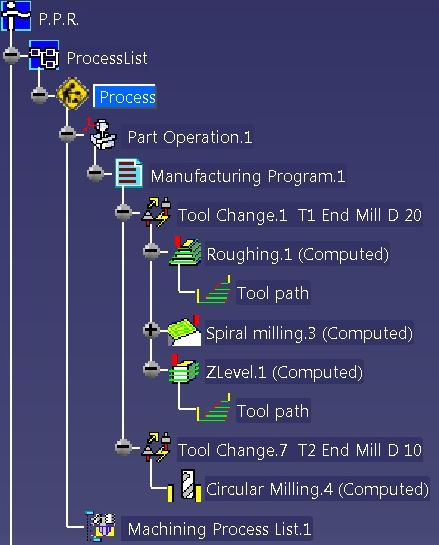 P.P.R.
ProcessList
Process
Part Operation.1
Manufacturing Program.1
Tool Change.1  T1 End Mill D 20
Roughing.1 (Computed)
Tool path
Spiral milling.3 (Computed)
ZLevel.1 (Computed)
Tool path
Tool Change.7  T2 End Mill D 10
Circular Milling.4 (Computed)
Machining Process List.1